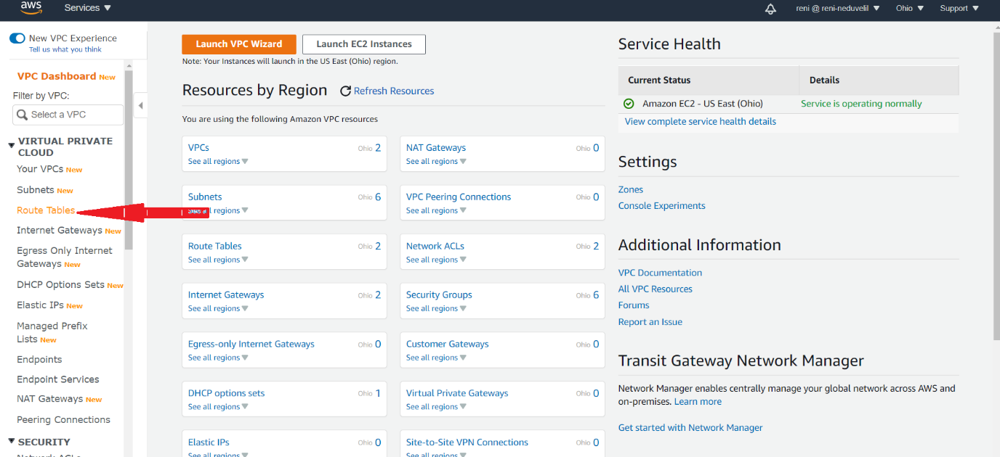 aws
Services
reni @ reni-neduvelil
Ohio
Support
New VPC Experience
Tell us what you think
VPC Dashboard New
Filter by VPC:
Select a VPC
VIRTUAL PRIVATE
CLOUD
Your VPCs New
Subnets New
Route Tables
Internet Gateways New
Egress Only Internet
Gateways New
DHCP Options Sets New
Elastic IPs New
Managed Prefix
Lists New
Endpoints
Endpoint Services
NAT Gateways New
Peering Connections
SECURITY
Network ACLs
Launch VPC Wizard
Launch EC2 Instances
Note: Your Instances will launch in the US East (Ohio) region.
Resources by Region
Refresh Resources
You are using the following Amazon VPC resources
VPCs Ohio 2
See all regions
NAT Gateways Ohio 0
See all regions
Subnets Ohio 6
See all regions
VPC Peering Connections Ohio 0
See all regions
Route Tables Ohio 2
See all regions
Network ACLs Ohio 2
See all regions
Internet Gateways Ohio 2
See all regions
Security Groups Ohio 6
See all regions
Egress-only Internet Gateways Ohio 0
See all regions
Customer Gateways Ohio 0
See all regions
DHCP options sets Ohio 1
See all regions
Virtual Private Gateways Ohio 0
See all regions
Elastic IPs Ohio 0
See all regions
Site-to-Site VPN Connections Ohio 0
See all regions
Service Health
Current Status
Details
Amazon EC2 - US East (Ohio)
Service is operating normally
View complete service health details
Settings
Zones
Console Experiments
Additional Information
VPC Documentation
All VPC Resources
Forums
Report an Issue
Transit Gateway Network Manager
Network Manager enables centrally manage your global network across AWS and
on-premises. Learn more
Get started with Network Manager